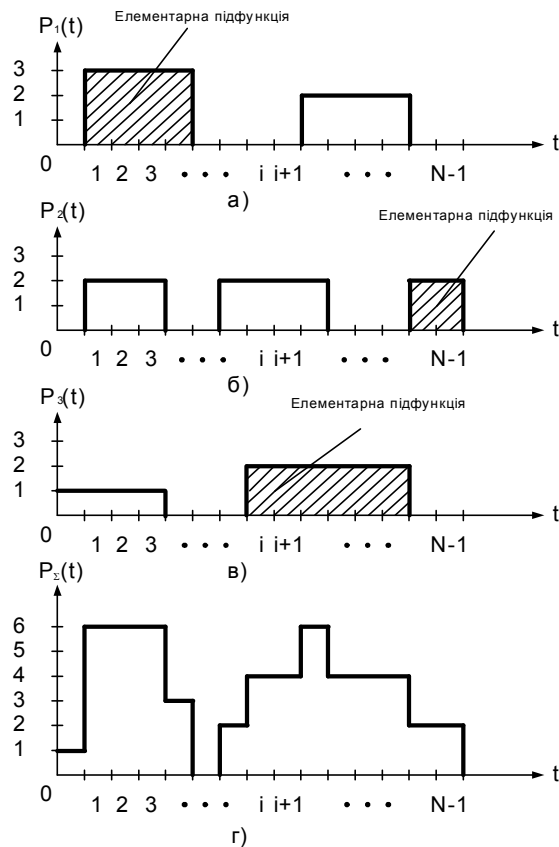 P₁(t)
Елементарна підфункція
3
2
1
0
1 2 3 • • • i i+1 • • • N-1
t
а)
P₂(t)
Елементарна підфункція
3
2
1
0
1 2 3 • • • i i+1 • • • N-1
t
б)
P₃(t)
Елементарна підфункція
3
2
1
0
1 2 3 • • • i i+1 • • • N-1
t
в)
P_Σ(t)
6
5
4
3
2
1
0
1 2 3 • • • i i+1 • • • N-1
t
г)